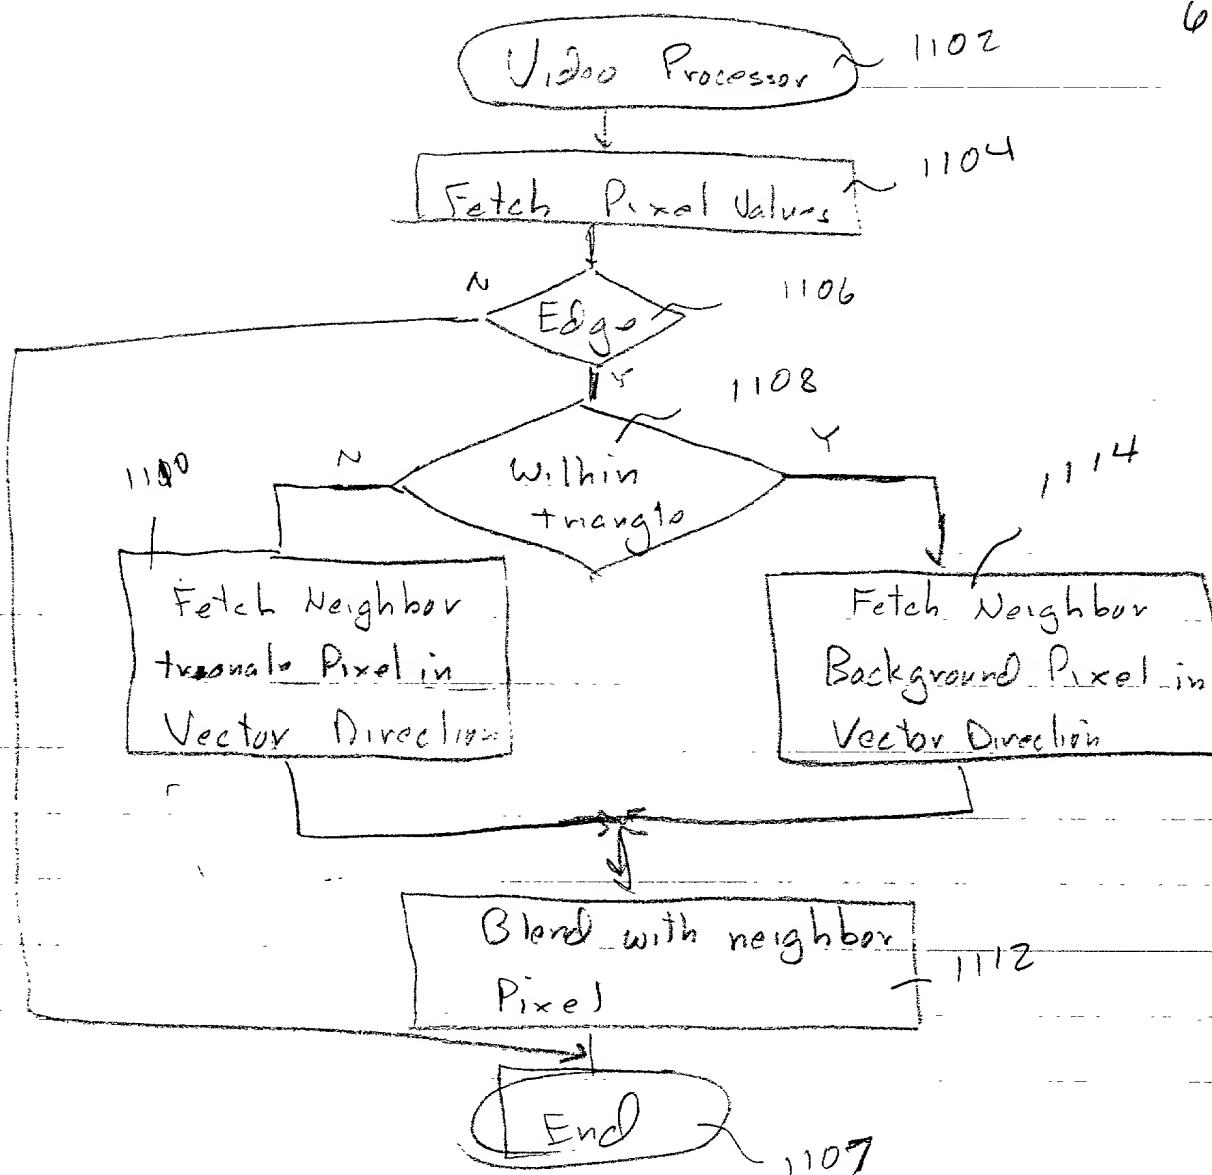 6
Video Processor
1102
1104
Fetch Pixel Values
N
1106
Edge
Y
1108
N
Y
Within
triangle
1114
Fetch Neighbor
triangle Pixel in
Vector Direction
Fetch Neighbor
Background Pixel in
Vector Direction
Blend with neighbor
Pixel
1112
End
1107